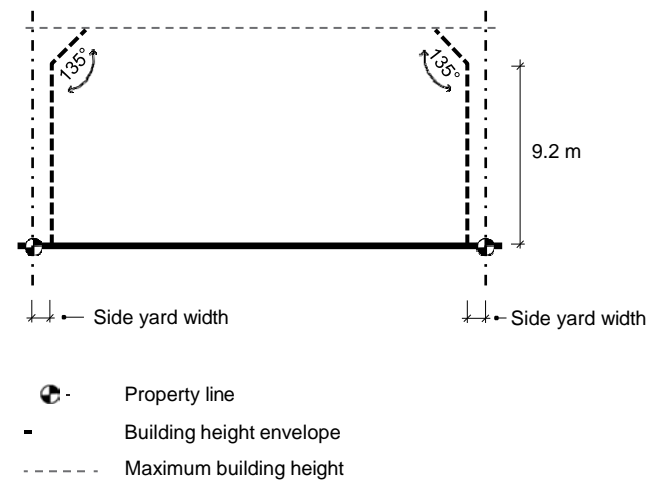 135°
135°
9.2 m
Side yard width
Side yard width
Property line
Building height envelope
Maximum building height